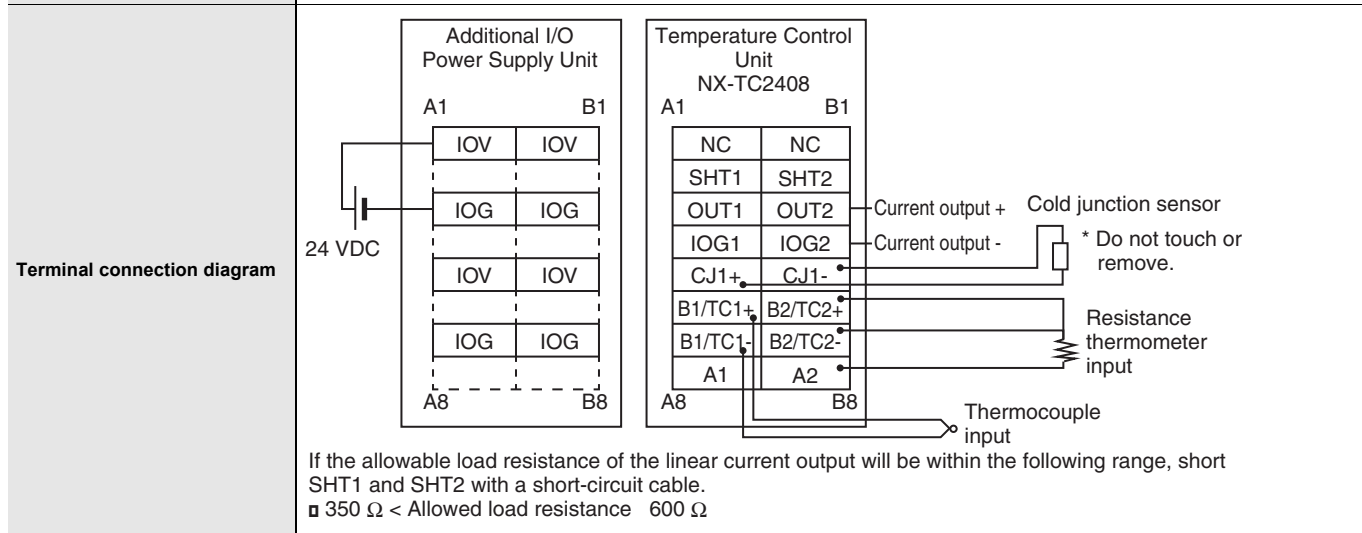 Terminal connection diagram
Additional I/O
Power Supply Unit
A1 B1
IOV IOV
IOG IOG
IOV IOV
IOG IOG
A8 B8
24 VDC
Temperature Control
Unit
NX-TC2408
A1 B1
NC NC
SHT1 SHT2
OUT1 OUT2
IOG1 IOG2
CJ1+ CJ1-
B1/TC1+ B2/TC2+
B1/TC1- B2/TC2-
A1 A2
A8 B8
Current output +
Current output -
Cold junction sensor
* Do not touch or
remove.
Resistance
thermometer
input
Thermocouple
input
If the allowable load resistance of the linear current output will be within the following range, short
SHT1 and SHT2 with a short-circuit cable.
350 Ω < Allowed load resistance 600 Ω